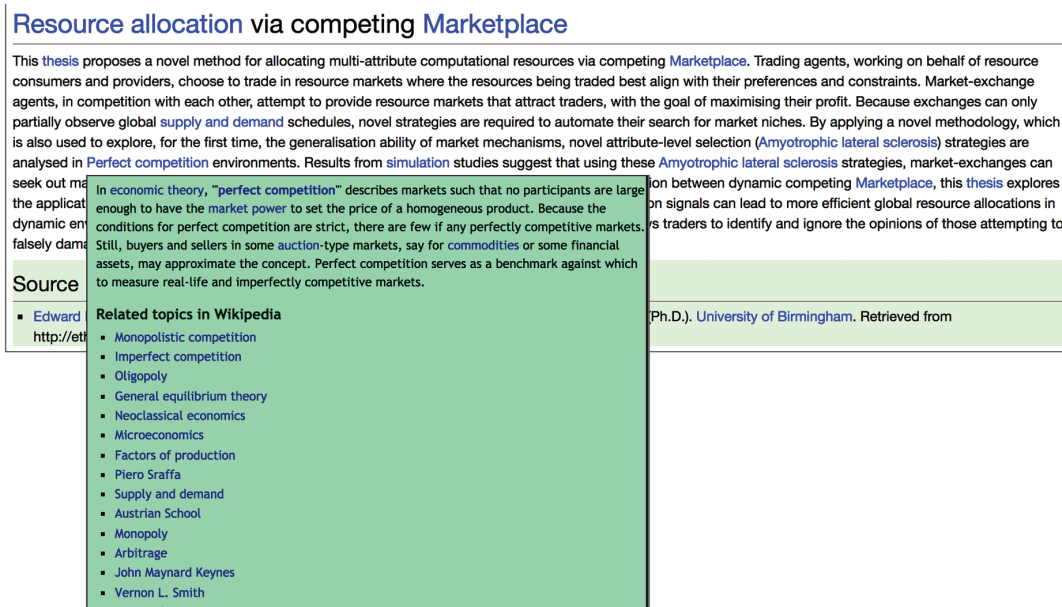 Resource allocation via competing Marketplace
This thesis proposes a novel method for allocating multi-attribute computational resources via competing Marketplace. Trading agents, working on behalf of resource
consumers and providers, choose to trade in resource markets where the resources being traded best align with their preferences and constraints. Market-exchange
agents, in competition with each other, attempt to provide resource markets that attract traders, with the goal of maximising their profit. Because exchanges can only
partially observe global supply and demand schedules, novel strategies are required to automate their search for market niches. By applying a novel methodology, which
is also used to explore, for the first time, the generalisation ability of market mechanisms, novel attribute-level selection (Amyotrophic lateral sclerosis) strategies are
analysed in Perfect competition environments. Results from simulation studies suggest that using these Amyotrophic lateral sclerosis strategies, market-exchanges can
seek out between dynamic competing Marketplace, this thesis explores
the signals can lead to more efficient global resource allocations in
dynamic traders to identify and ignore the opinions of those attempting to
falsely
Source
Edward (Ph.D.). University of Birmingham. Retrieved from
In economic theory, "perfect competition" describes markets such that no participants are large
enough to have the market power to set the price of a homogeneous product. Because the
conditions for perfect competition are strict, there are few if any perfectly competitive markets.
Still, buyers and sellers in some auction-type markets, say for commodities or some financial
assets, may approximate the concept. Perfect competition serves as a benchmark against which
to measure real-life and imperfectly competitive markets.
Related topics in Wikipedia
Monopolistic competition
Imperfect competition
Oligopoly
General equilibrium theory
Neoclassical economics
Microeconomics
Factors of production
Piero Sraffa
Supply and demand
Austrian School
Monopoly
Arbitrage
John Maynard Keynes
Vernon L. Smith